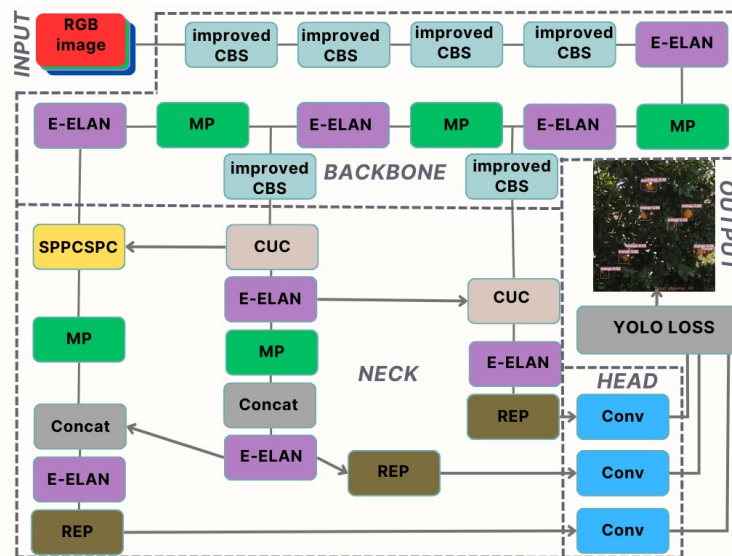 INPUT
RGB
image
improved
CBS
improved
CBS
improved
CBS
improved
CBS
E-ELAN
E-ELAN
MP
E-ELAN
MP
E-ELAN
MP
improved
CBS
BACKBONE
improved
CBS
OUTPUT
SPPCSPC
CUC
E-ELAN
CUC
MP
MP
YOLO LOSS
NECK
E-ELAN
HEAD
Concat
Concat
REP
Conv
E-ELAN
REP
Conv
E-ELAN
REP
Conv